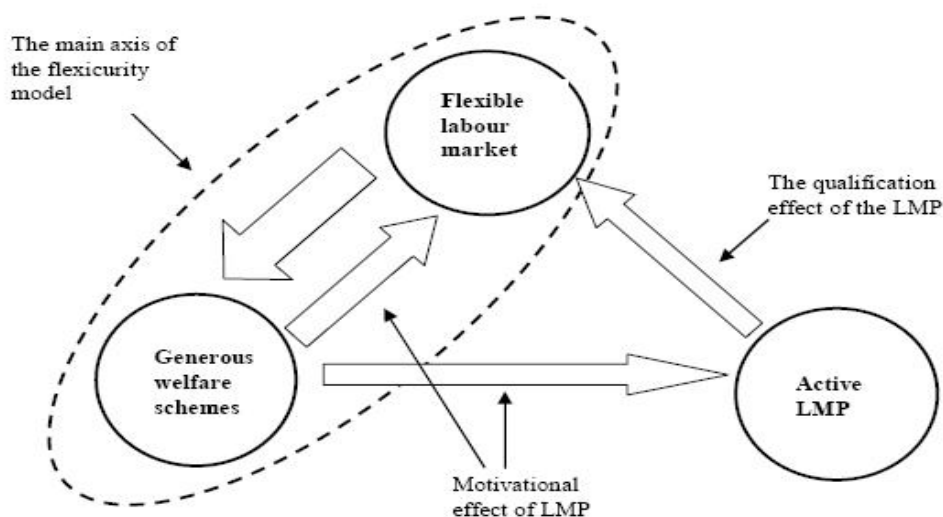 The main axis of
the flexicurity
model
Flexible
labour
market
The qualification
effect of the LMP
Generous
welfare
schemes
Active
LMP
Motivational
effect of LMP